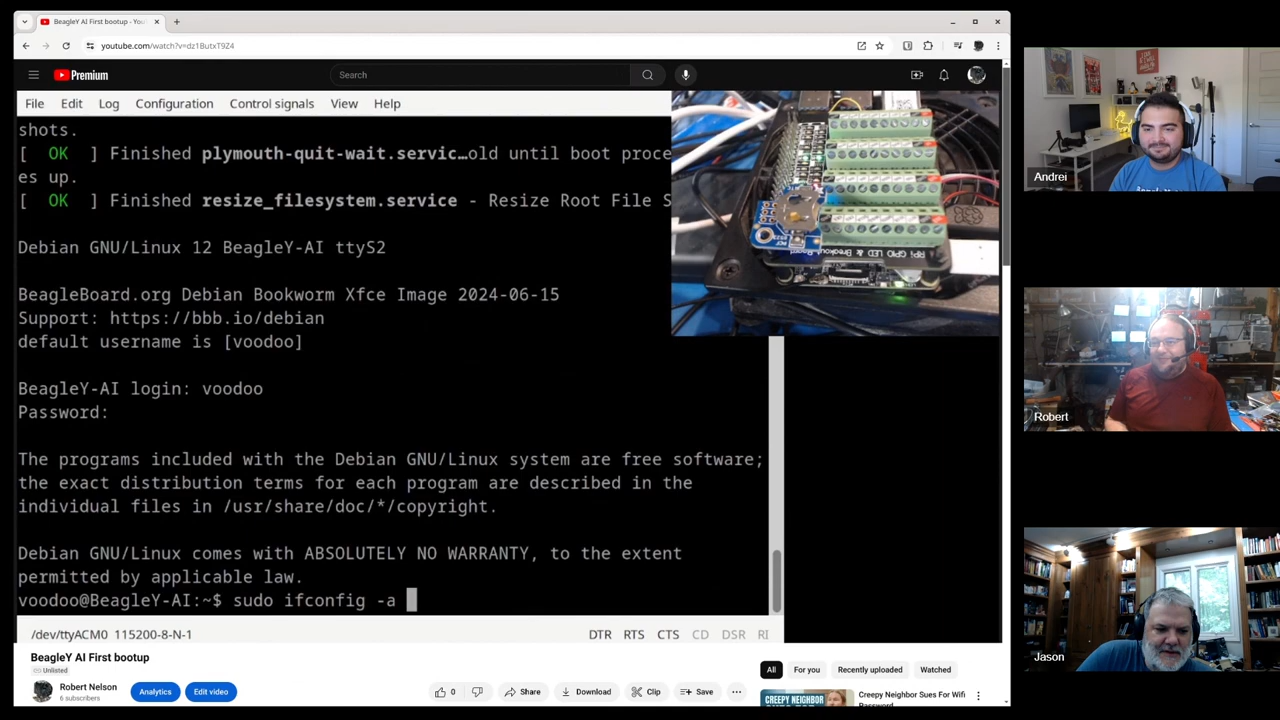 BeagleY AI First bootup - You
youtube.com/watch?v=dz1ButxT9Z4
Premium
Search
File Edit Log Configuration Control signals View Help
shots.
[ OK ] Finished plymouth-quit-wait.servic…old until boot proce
es up.
[ OK ] Finished resize_filesystem.service - Resize Root File S
Debian GNU/Linux 12 BeagleY-AI ttyS2
BeagleBoard.org Debian Bookworm Xfce Image 2024-06-15
Support: https://bbb.io/debian
default username is [voodoo]
BeagleY-AI login: voodoo
Password:
The programs included with the Debian GNU/Linux system are free software;
the exact distribution terms for each program are described in the
individual files in /usr/share/doc/*/copyright.
Debian GNU/Linux comes with ABSOLUTELY NO WARRANTY, to the extent
permitted by applicable law.
voodoo@BeagleY-AI:~$ sudo ifconfig -a
/dev/ttyACM0 115200-8-N-1 DTR RTS CTS CD DSR RI
RPi GPIO LED &
BeagleY AI First bootup
Unlisted
Robert Nelson
6 subscribers
Analytics
Edit video
0
Share
Download
Clip
Save
All
For you
Recently uploaded
Watched
CREEPY
NEIGHBOR
Creepy Neighbor Sues For Wifi
Password
Andrei
Robert
Jason